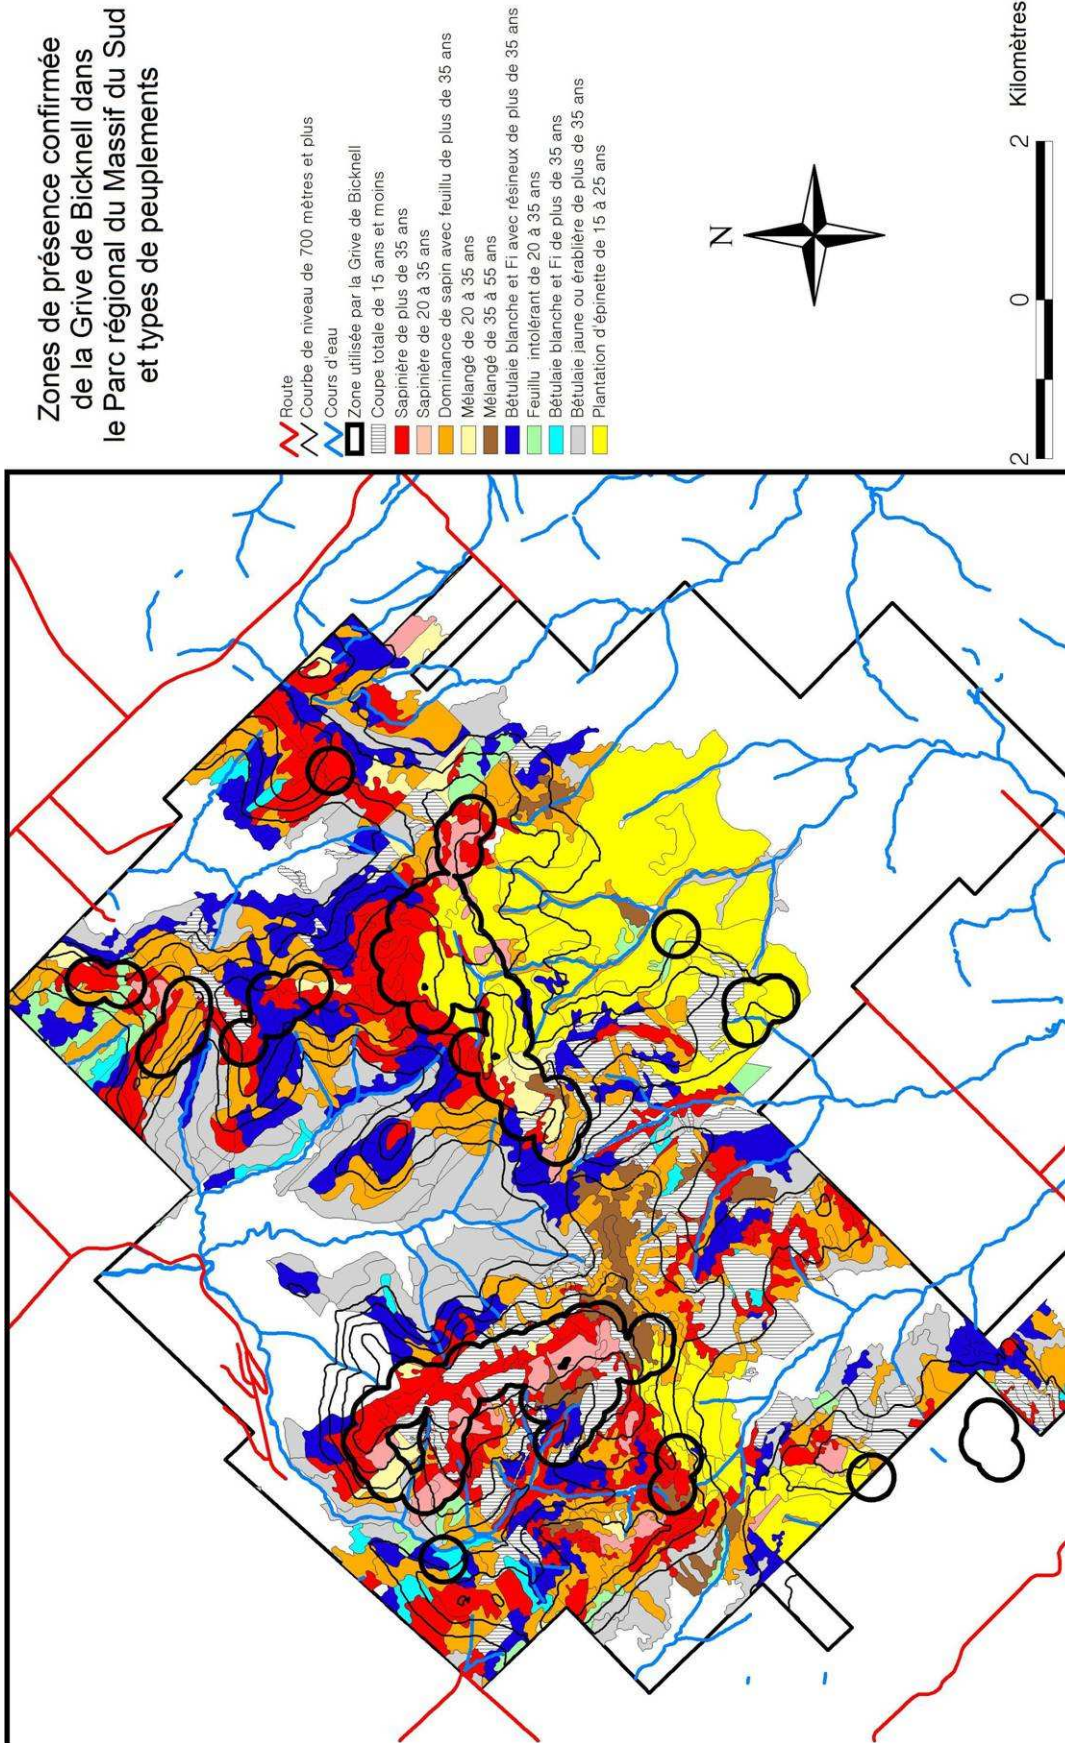 Zones de présence confirmée
de la Grive de Bicknell dans
le Parc régional du Massif du Sud
et types de peuplements
Route
Courbe de niveau de 700 mètres et plus
Cours d'eau
Zone utilisée par la Grive de Bicknell
Coupe totale de 15 ans et moins
Sapinière de plus de 35 ans
Sapinière de 20 à 35 ans
Dominance de sapin avec feuillu de plus de 35 ans
Mélangé de 20 à 35 ans
Mélangé de 35 à 55 ans
Bétulaie blanche et Fi avec résineux de plus de 35 ans
Feuillu intolérant de 20 à 35 ans
Bétulaie blanche et Fi de plus de 35 ans
Bétulaie jaune ou érablière de plus de 35 ans
Plantation d'épinette de 15 à 25 ans
N
2 0 2 Kilomètres